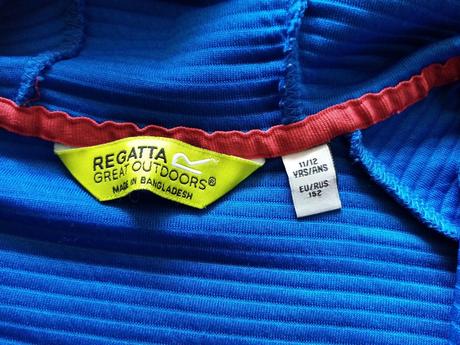 REGATTA
GREAT OUTDOORS®
MADE IN BANGLADESH
11/12
YRS/ANS
EU/RUS
152